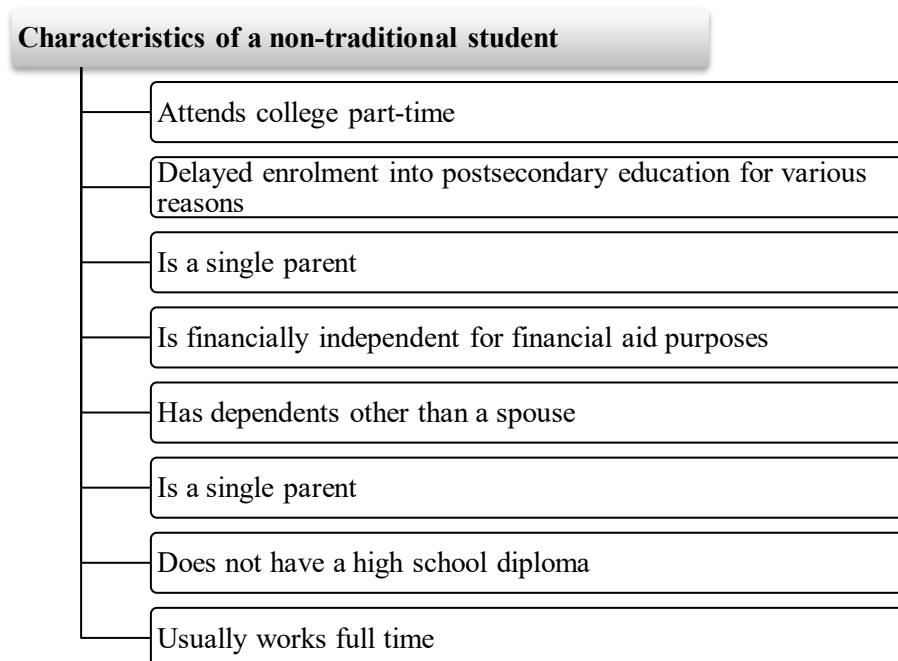 Characteristics of a non-traditional student
Attends college part-time
Delayed enrolment into postsecondary education for various
reasons
Is a single parent
Is financially independent for financial aid purposes
Has dependents other than a spouse
Is a single parent
Does not have a high school diploma
Usually works full time